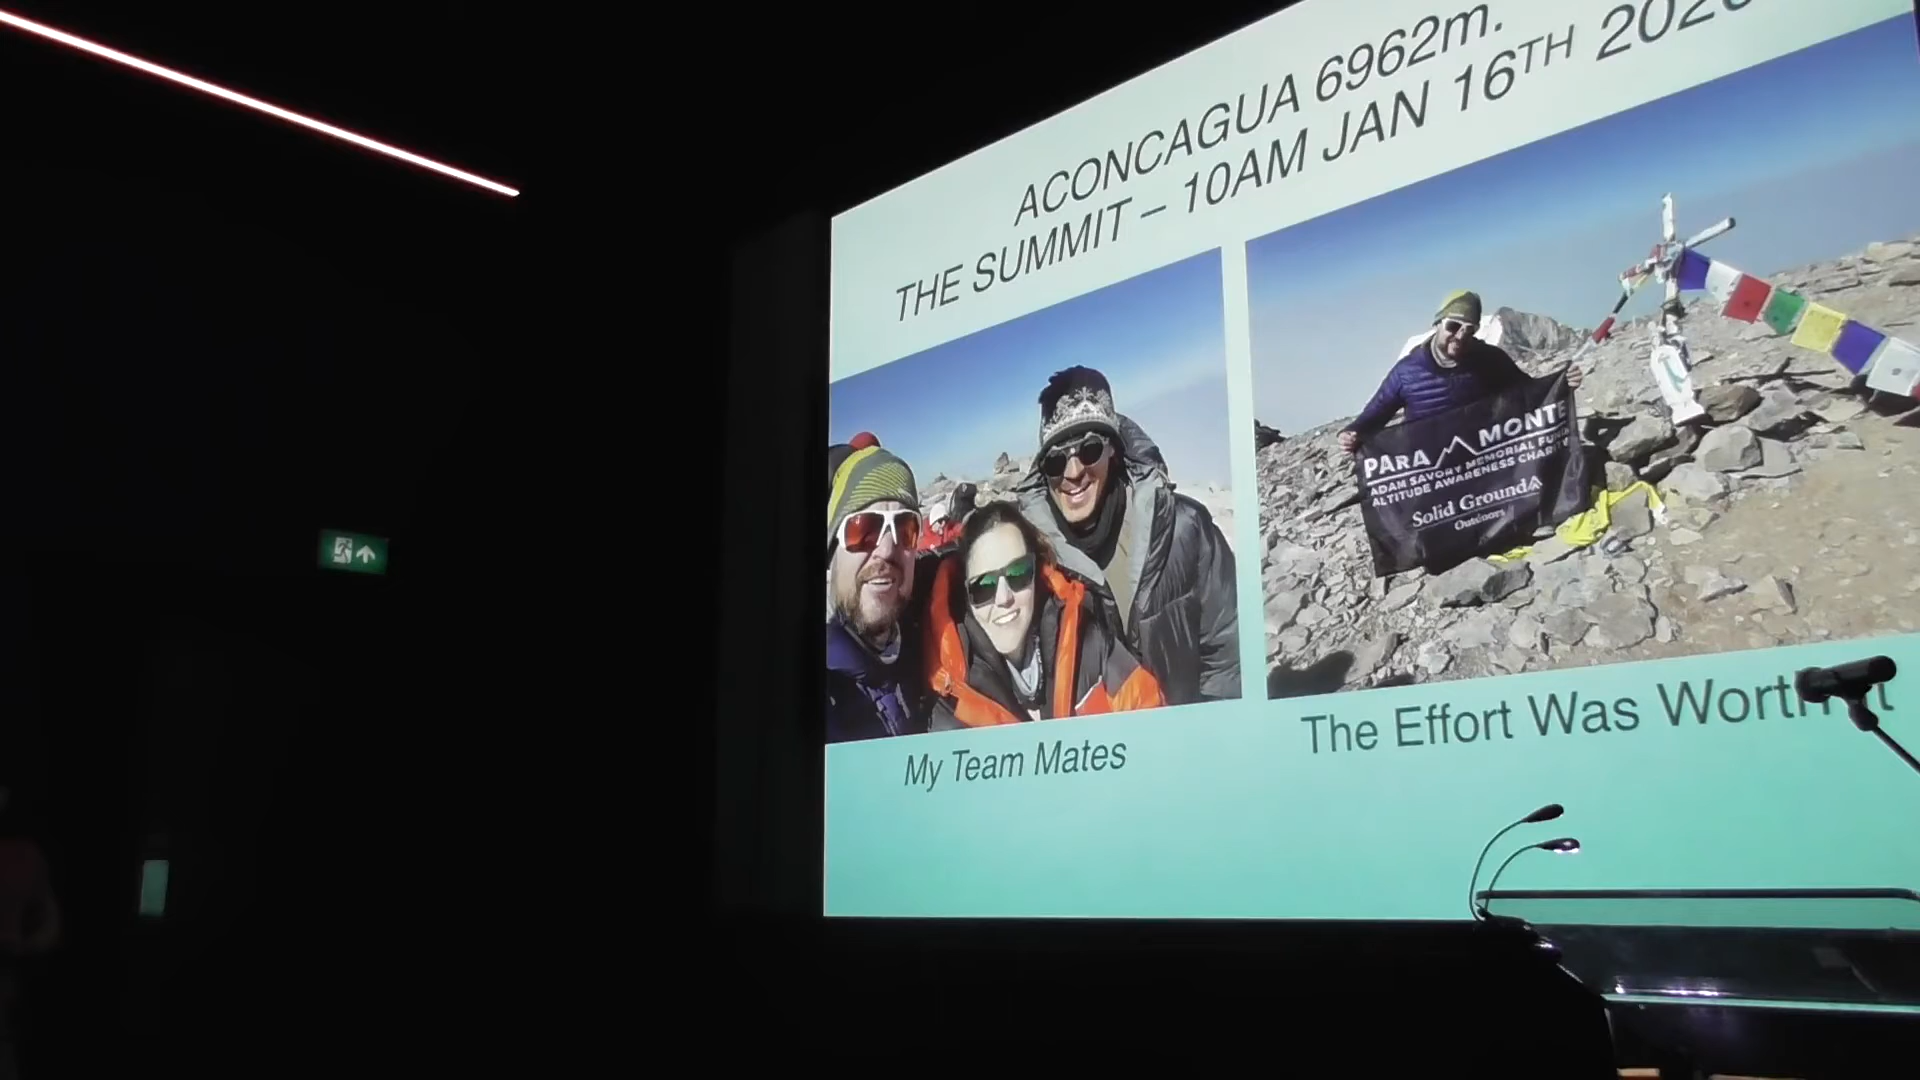 ACONCAGUA 6962m.
THE SUMMIT – 10AM JAN 16TH
PARA MONTE
ADAM SAVORY MEMORIAL FUND
ALTITUDE AWARENESS CHARITY
Solid Ground
Outdoors
My Team Mates
The Effort Was Worth it